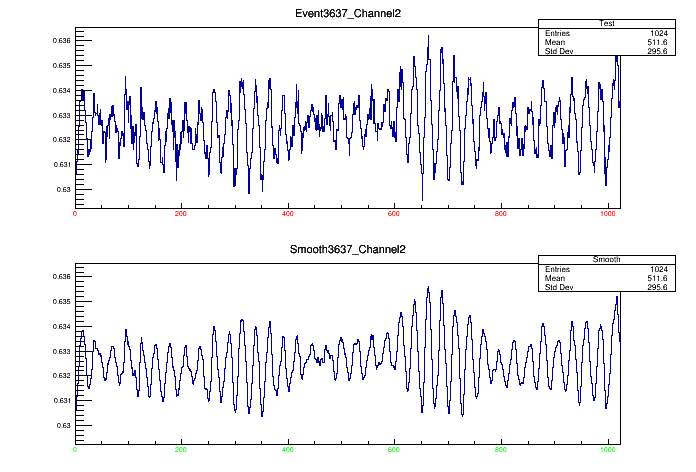 Event3637_Channel2
Test
Entries 1024
Mean 511.6
Std Dev 295.6
0.636
0.635
0.634
0.633
0.632
0.631
0.63
0 200 400 600 800 1000
Smooth3637_Channel2
Smooth
Entries 1024
Mean 511.6
Std Dev 295.6
0.636
0.635
0.634
0.633
0.632
0.631
0.63
0 200 400 600 800 1000